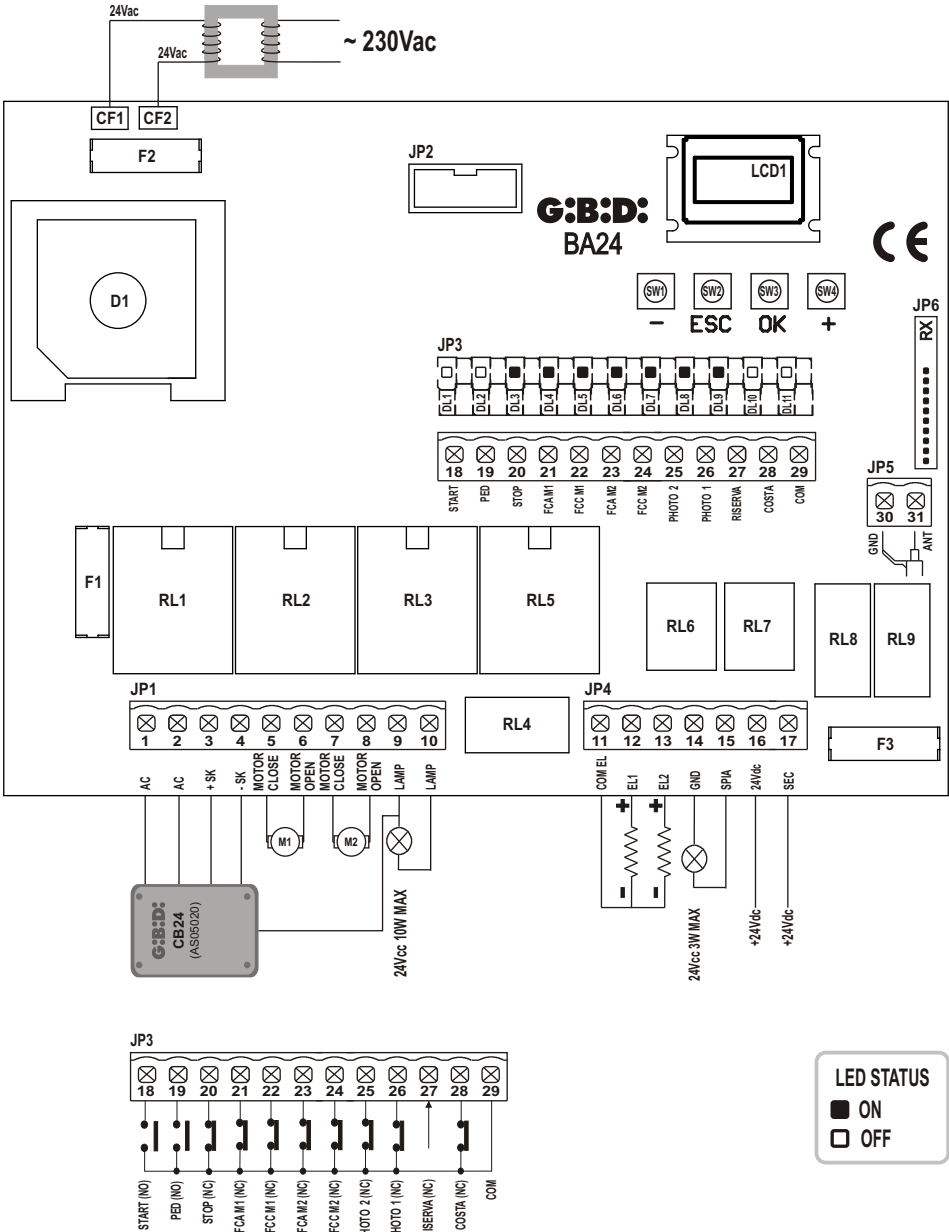 24Vac
24Vac
~ 230Vac
CF1 CF2
F2
JP2
LCD1
G:B:D:
BA24
CE
D1
SW1 SW2 SW3 SW4
- ESC OK +
JP6
RX
JP3
DL1 DL2 DL3 DL4 DL5 DL6 DL7 DL8 DL9 DL10 DL11
18 19 20 21 22 23 24 25 26 27 28 29
START PED STOP FCA M1 FCC M1 FCA M2 FCC M2 PHOTO 2 PHOTO 1 RISERVA COSTA COM
JP5
30 31
GND ANT
F1
RL1 RL2 RL3 RL5
RL6 RL7
RL8 RL9
JP1
1 2 3 4 5 6 7 8 9 10
AC AC + SK - SK MOTOR CLOSE MOTOR OPEN MOTOR CLOSE MOTOR OPEN LAMP LAMP
RL4
JP4
11 12 13 14 15 16 17
COM EL EL1 EL2 GND SPIA 24Vdc SEC
F3
M1 M2
+ +
- -
G:B:D:
CB24
(AS05020)
24Vcc 10W MAX
24Vcc 3W MAX
+24Vdc
+24Vdc
JP3
18 19 20 21 22 23 24 25 26 27 28 29
START (NO) PED (NO) STOP (NC) FCA M1 (NC) FCC M1 (NC) FCA M2 (NC) FCC M2 (NC) HOTO 2 (NC) HOTO 1 (NC) ISERVA (NC) COSTA (NC) COM
LED STATUS
ON
OFF